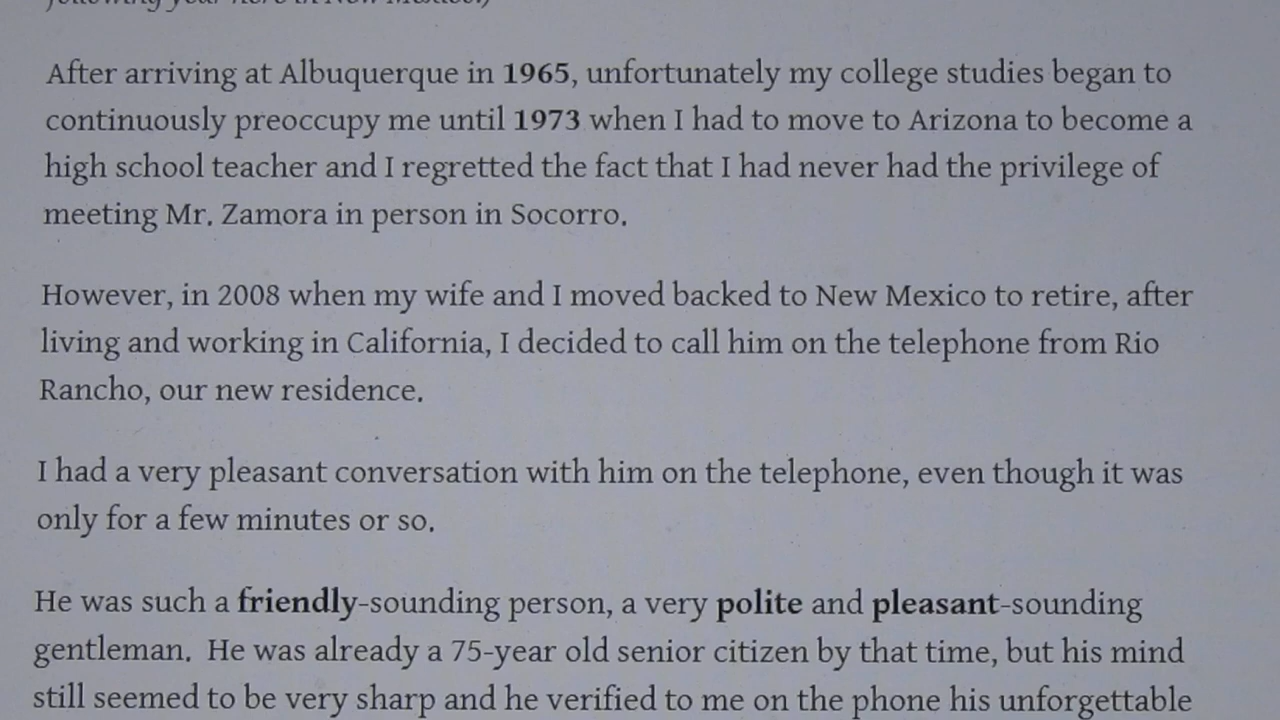 following year here in New Mexico.)
After arriving at Albuquerque in 1965, unfortunately my college studies began to
continuously preoccupy me until 1973 when I had to move to Arizona to become a
high school teacher and I regretted the fact that I had never had the privilege of
meeting Mr. Zamora in person in Socorro.
However, in 2008 when my wife and I moved backed to New Mexico to retire, after
living and working in California, I decided to call him on the telephone from Rio
Rancho, our new residence.
I had a very pleasant conversation with him on the telephone, even though it was
only for a few minutes or so.
He was such a friendly-sounding person, a very polite and pleasant-sounding
gentleman.  He was already a 75-year old senior citizen by that time, but his mind
still seemed to be very sharp and he verified to me on the phone his unforgettable